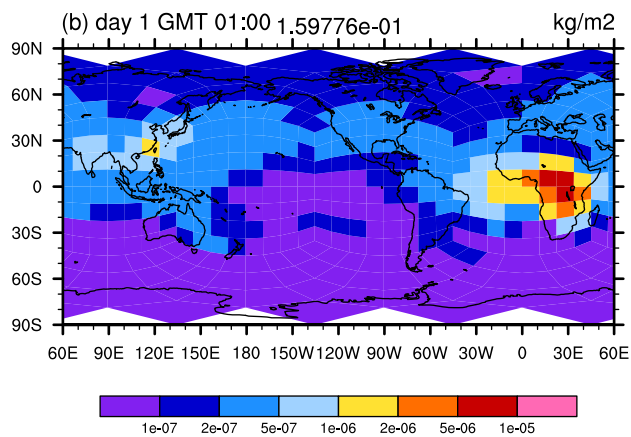 (b) day 1 GMT 01:00 1.59776e-01 kg/m2
90N
60N
30N
0
30S
60S
90S
60E 90E 120E 150E 180E 150W 120W 90W 60W 30W 0 30E 60E
1e-07 2e-07 5e-07 1e-06 2e-06 5e-06 1e-05